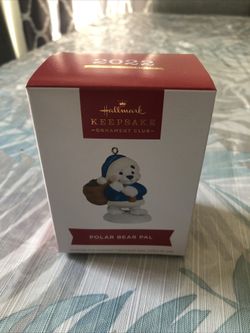 2022
Hallmark
KEEPSAKE
ORNAMENT CLUB
POLAR BEAR PAL